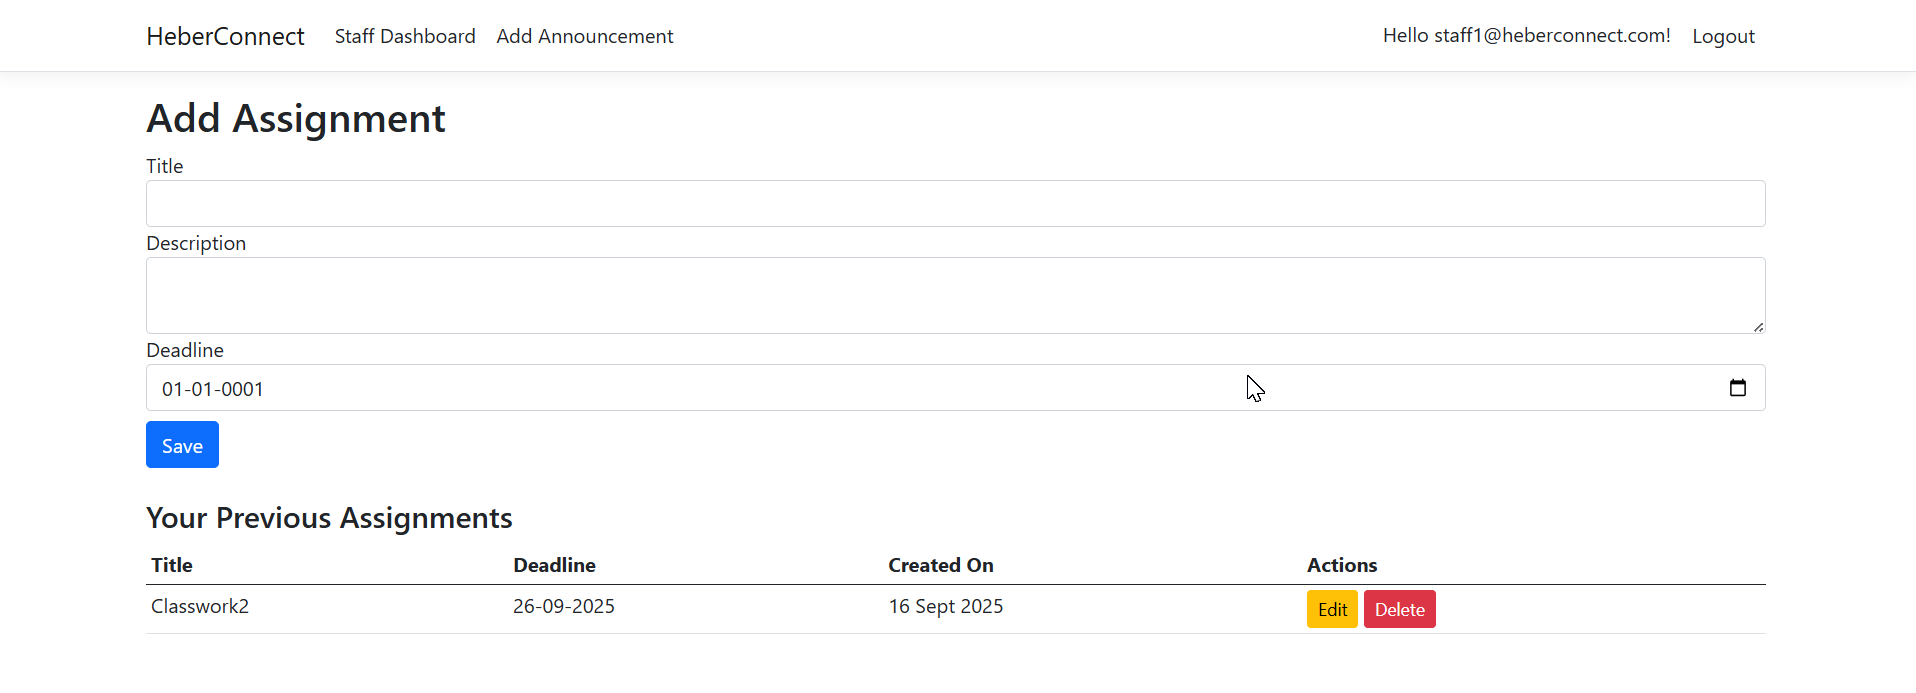 HeberConnect Staff Dashboard Add Announcement Hello staff1@heberconnect.com! Logout
Add Assignment
Title
Description
Deadline
01-01-0001
Save
Your Previous Assignments
Title Deadline Created On Actions
Classwork2 26-09-2025 16 Sept 2025 Edit Delete